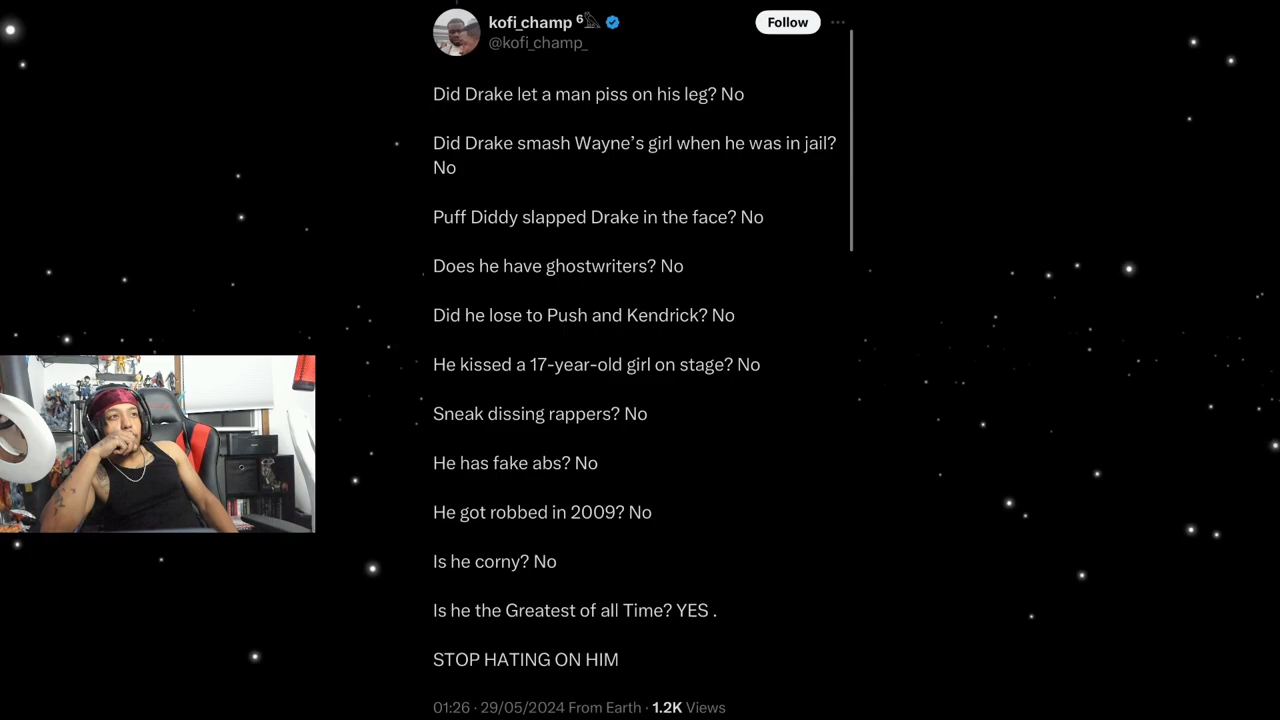 kofi_champ ⁶𓅓
Follow
@kofi_champ_
Did Drake let a man piss on his leg? No
Did Drake smash Wayne’s girl when he was in jail?
No
Puff Diddy slapped Drake in the face? No
Does he have ghostwriters? No
Did he lose to Push and Kendrick? No
He kissed a 17-year-old girl on stage? No
Sneak dissing rappers? No
He has fake abs? No
He got robbed in 2009? No
Is he corny? No
Is he the Greatest of all Time? YES .
STOP HATING ON HIM
01:26 · 29/05/2024 From Earth · 1.2K Views